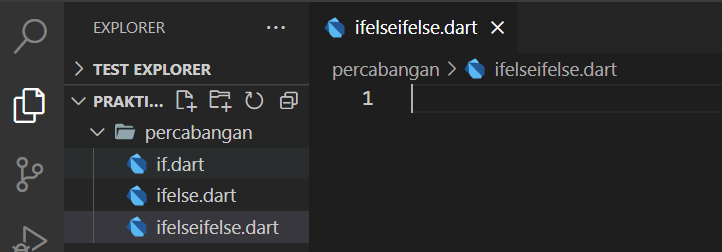 EXPLORER
TEST EXPLORER
PRAKTI...
percabangan
if.dart
ifelse.dart
ifelseifelse.dart
ifelseifelse.dart
percabangan > ifelseifelse.dart
1